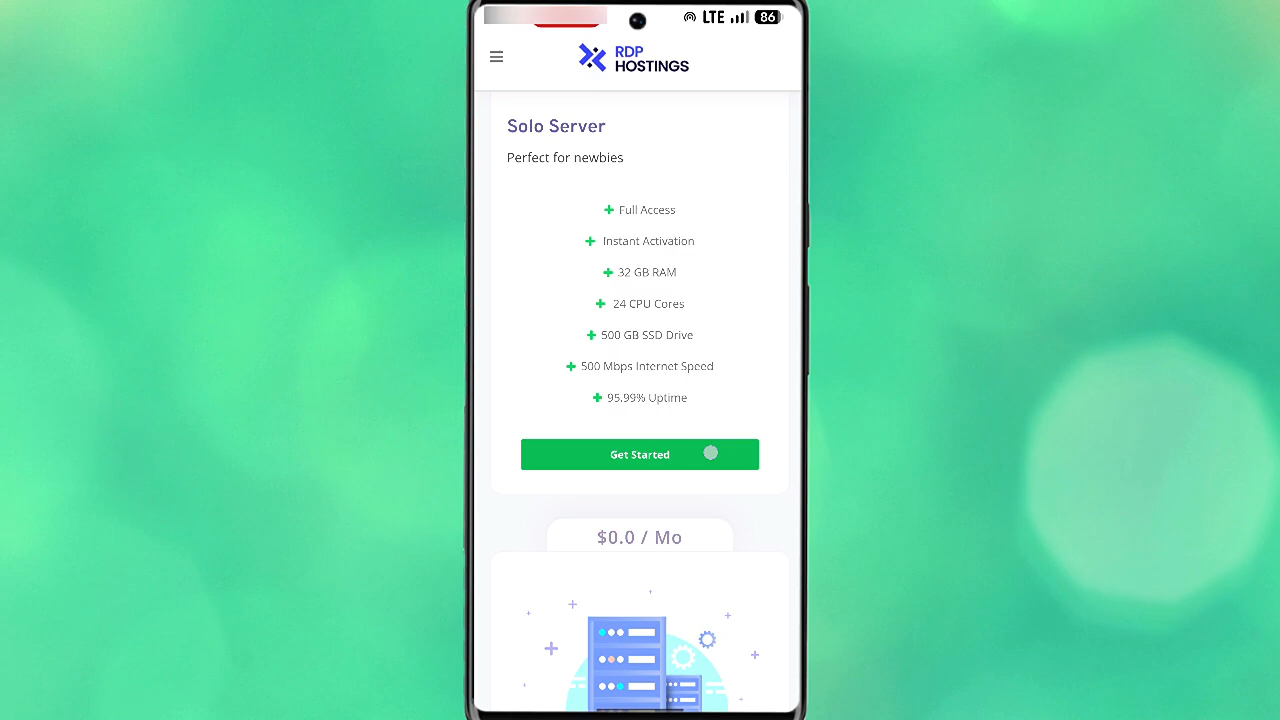 LTE 86
RDP
HOSTINGS
Solo Server
Perfect for newbies
Full Access
Instant Activation
32 GB RAM
24 CPU Cores
500 GB SSD Drive
500 Mbps Internet Speed
95.99% Uptime
Get Started
$0.0 / Mo